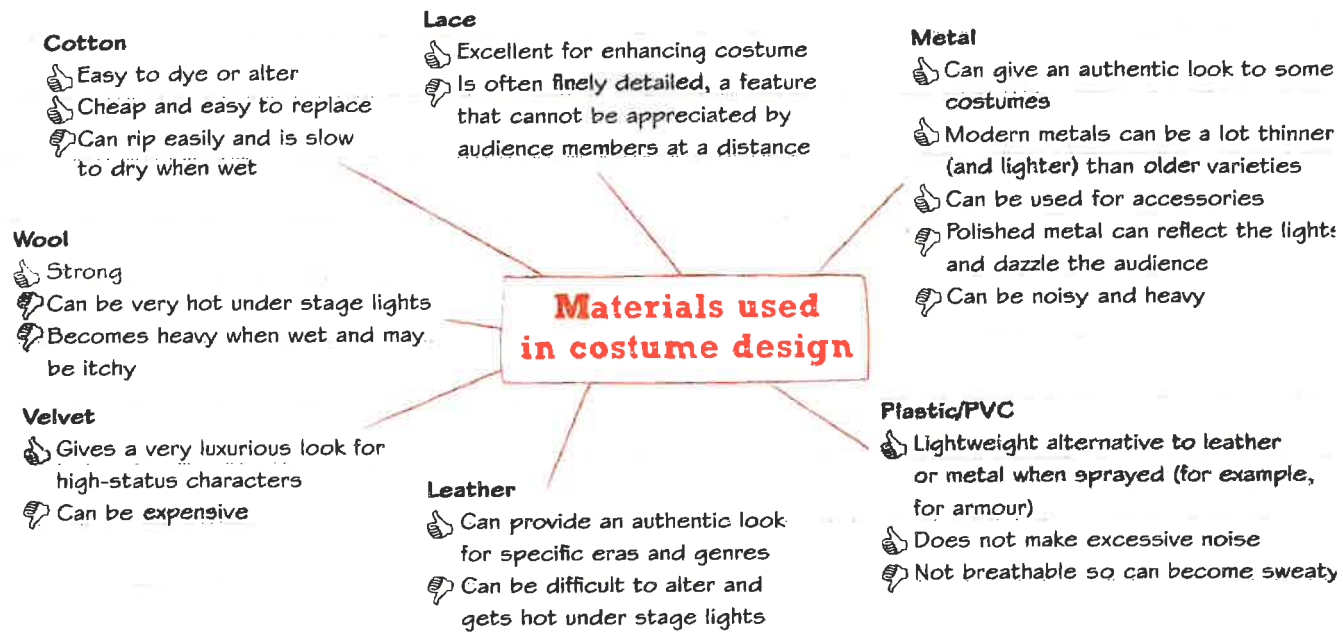 Lace
Excellent for enhancing costume
Is often finely detailed, a feature
that cannot be appreciated by
audience members at a distance
Cotton
Easy to dye or alter
Cheap and easy to replace
Can rip easily and is slow
to dry when wet
Metal
Can give an authentic look to some
costumes
Modern metals can be a lot thinner
(and lighter) than older varieties
Can be used for accessories
Polished metal can reflect the lights
and dazzle the audience
Can be noisy and heavy
Wool
Strong
Can be very hot under stage lights
Becomes heavy when wet and may
be itchy
Materials used
in costume design
Velvet
Gives a very luxurious look for
high-status characters
Can be expensive
Leather
Can provide an authentic look
for specific eras and genres
Can be difficult to alter and
gets hot under stage lights
Plastic/PVC
Lightweight alternative to leather
or metal when sprayed (for example,
for armour)
Does not make excessive noise
Not breathable so can become sweaty